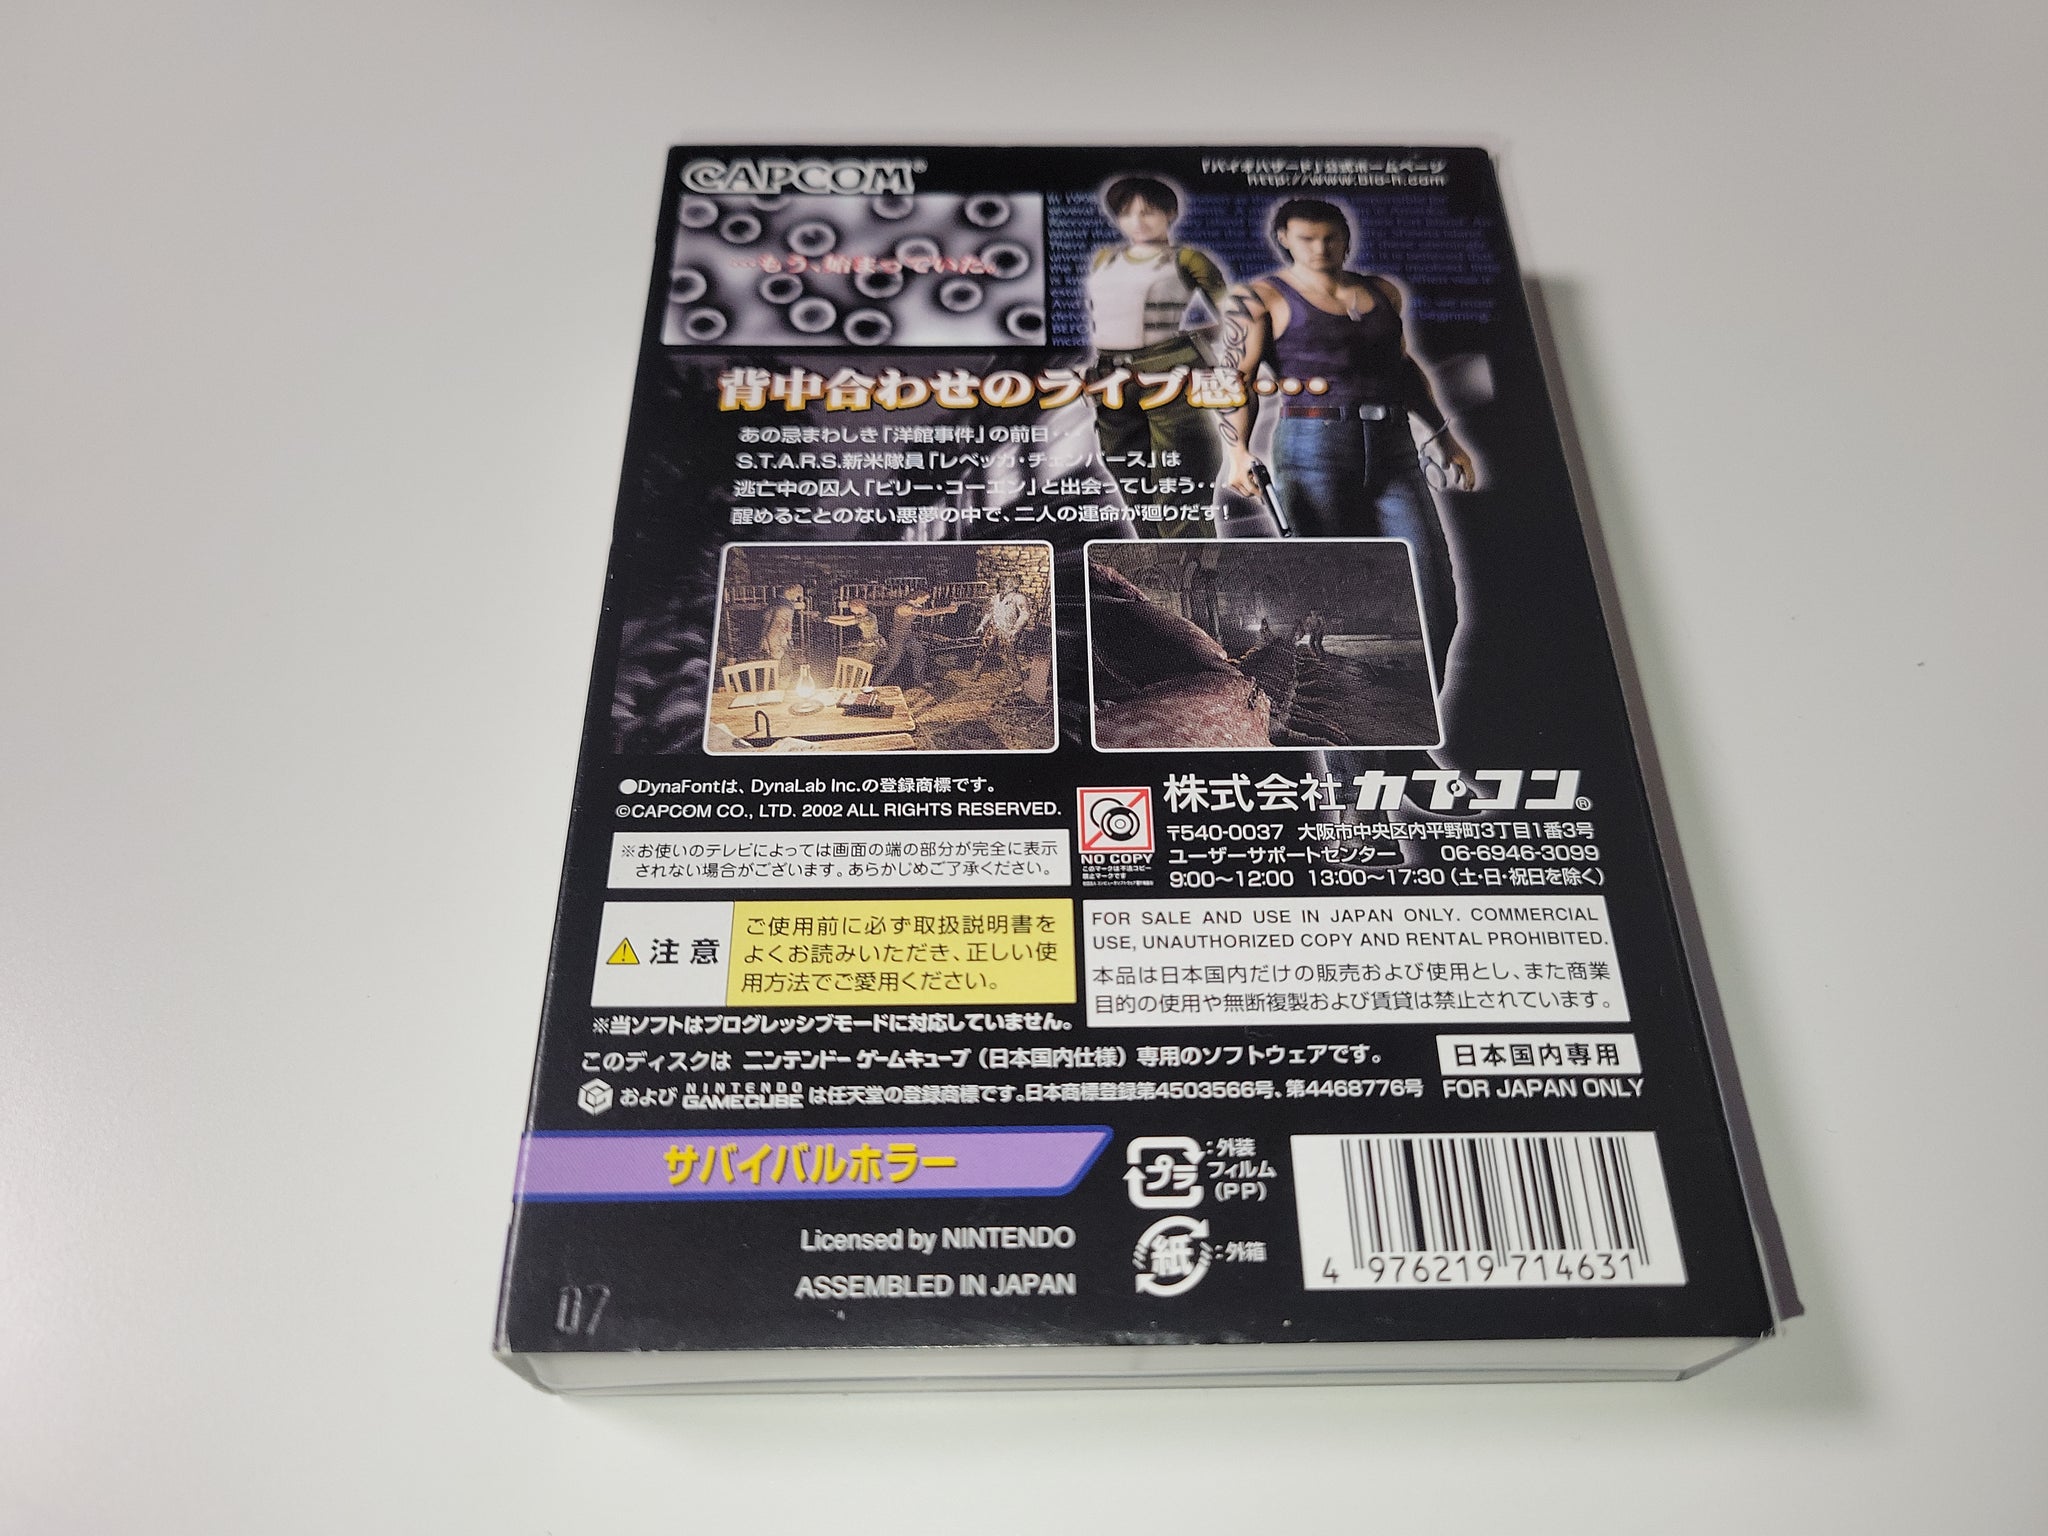 CAPCOM®
『バイオハザード』公式ホームページ
http://www.bio-h.com
…もう、始まっていた。
背中合わせのライブ感・・・
あの忌まわしき「洋館事件」の前日・・
S.T.A.R.S.新米隊員「レベッカ・チェンバース」は
逃亡中の囚人「ビリー・コーエン」と出会ってしまう・・・
醒めることのない悪夢の中で、二人の運命が廻りだす!
●DynaFontは、DynaLab Inc.の登録商標です。
©CAPCOM CO., LTD. 2002 ALL RIGHTS RESERVED.
※お使いのテレビによっては画面の端の部分が完全に表示
されない場合がございます。あらかじめご了承ください。
NO COPY
このマークは不法コピー
禁止マークです
株式会社カプコン®
〒540-0037 大阪市中央区内平野町3丁目1番3号
ユーザーサポートセンター 06-6946-3099
9:00〜12:00 13:00〜17:30(土・日・祝日を除く)
注意
ご使用前に必ず取扱説明書を
よくお読みいただき、正しい使
用方法でご愛用ください。
FOR SALE AND USE IN JAPAN ONLY. COMMERCIAL
USE, UNAUTHORIZED COPY AND RENTAL PROHIBITED.
本品は日本国内だけの販売および使用とし、また商業
目的の使用や無断複製および賃貸は禁止されています。
※当ソフトはプログレッシブモードに対応していません。
このディスクは ニンテンドー ゲームキューブ(日本国内仕様)専用のソフトウェアです。
日本国内専用
および NINTENDO GAMECUBE は任天堂の登録商標です。日本商標登録第4503566号、第4468776号
FOR JAPAN ONLY
サバイバルホラー
プラ
:外装
フィルム
(PP)
紙
:外箱
Licensed by NINTENDO
ASSEMBLED IN JAPAN
07
4 976219 714631